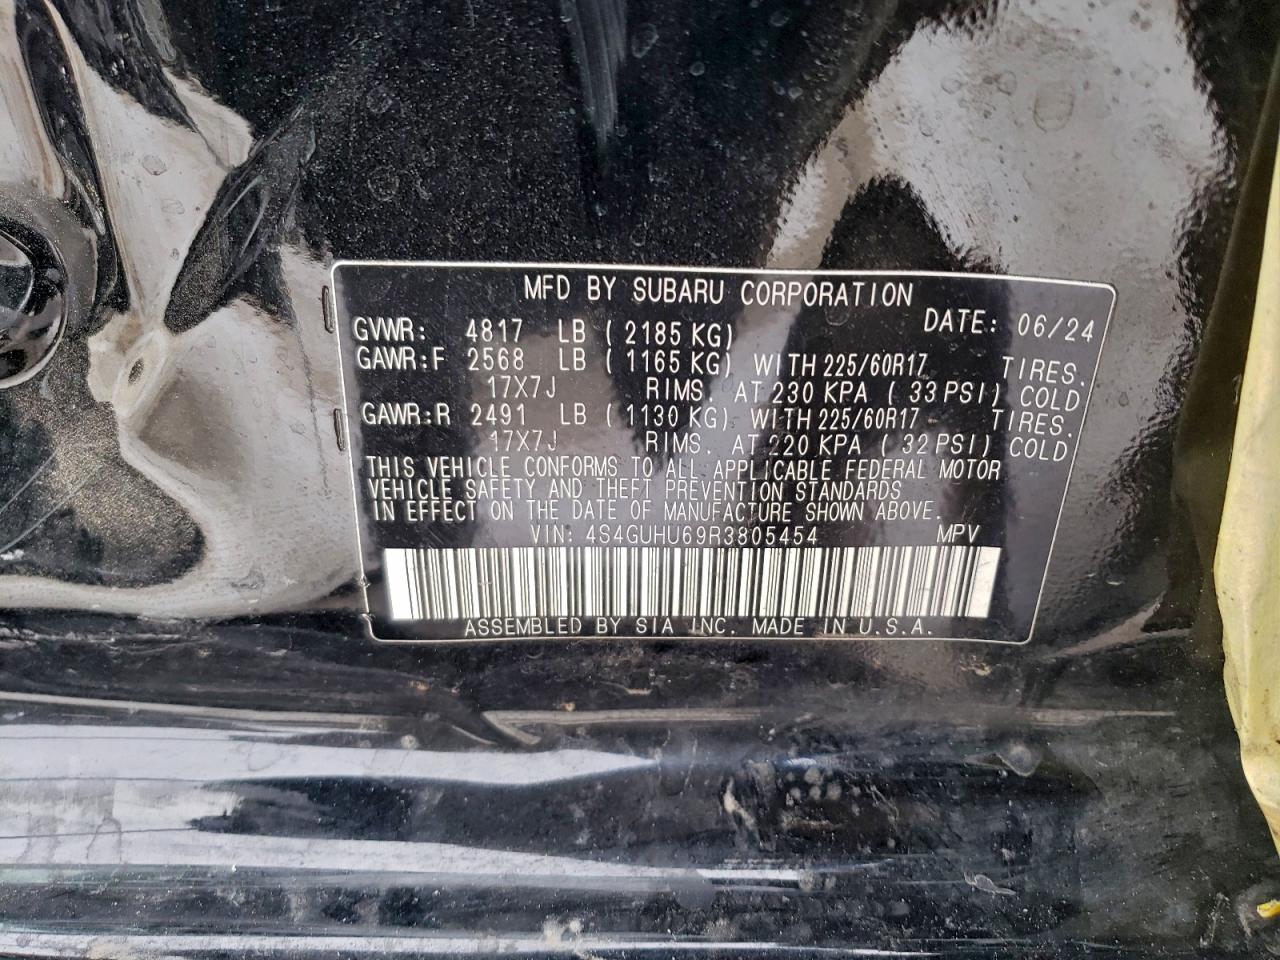 MFD BY SUBARU CORPORATION
DATE: 06/24
GVWR: 4817 LB (2185 KG)
GAWR:F 2568 LB (1165 KG) WITH 225/60R17 TIRES.
17X7J RIMS. AT 230 KPA (33 PSI) COLD
GAWR:R 2491 LB (1130 KG) WITH 225/60R17 TIRES.
17X7J RIMS. AT 220 KPA (32 PSI) COLD
THIS VEHICLE CONFORMS TO ALL APPLICABLE FEDERAL MOTOR
VEHICLE SAFETY AND THEFT PREVENTION STANDARDS
IN EFFECT ON THE DATE OF MANUFACTURE SHOWN ABOVE.
VIN: 4S4GUHU69R3805454 MPV
ASSEMBLED BY SIA INC. MADE IN U.S.A.